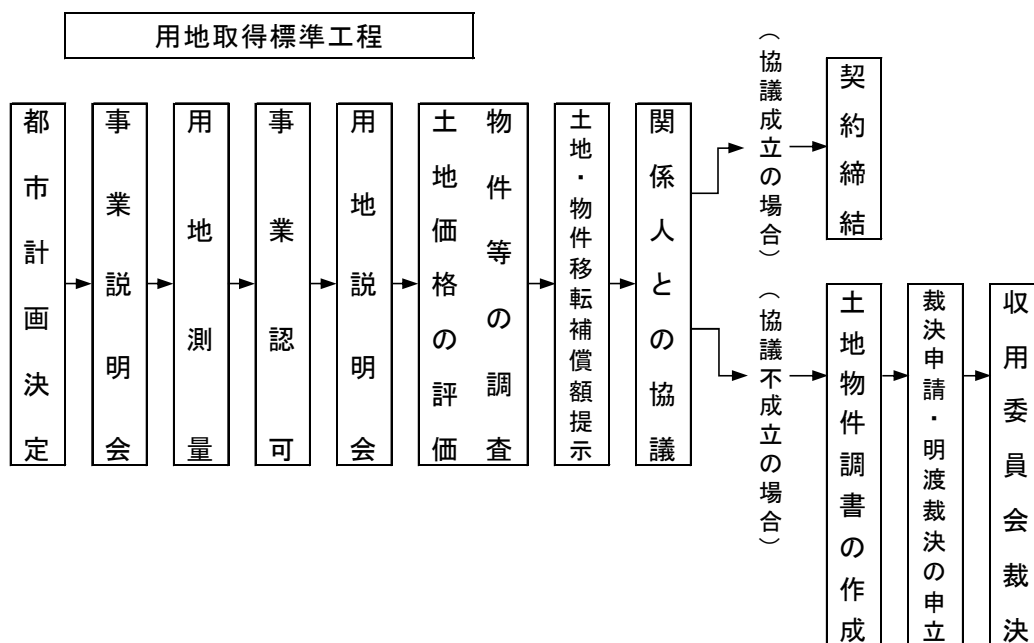 用地取得標準工程
都市計画決定
事業説明会
用地測量
事業認可
用地説明会
物件等の調査
土地価格の評価
土地・物件移転補償額提示
関係人との協議
（協議成立の場合）
契約締結
（協議不成立の場合）
土地物件調書の作成
裁決申請・明渡裁決の申立
収用委員会裁決